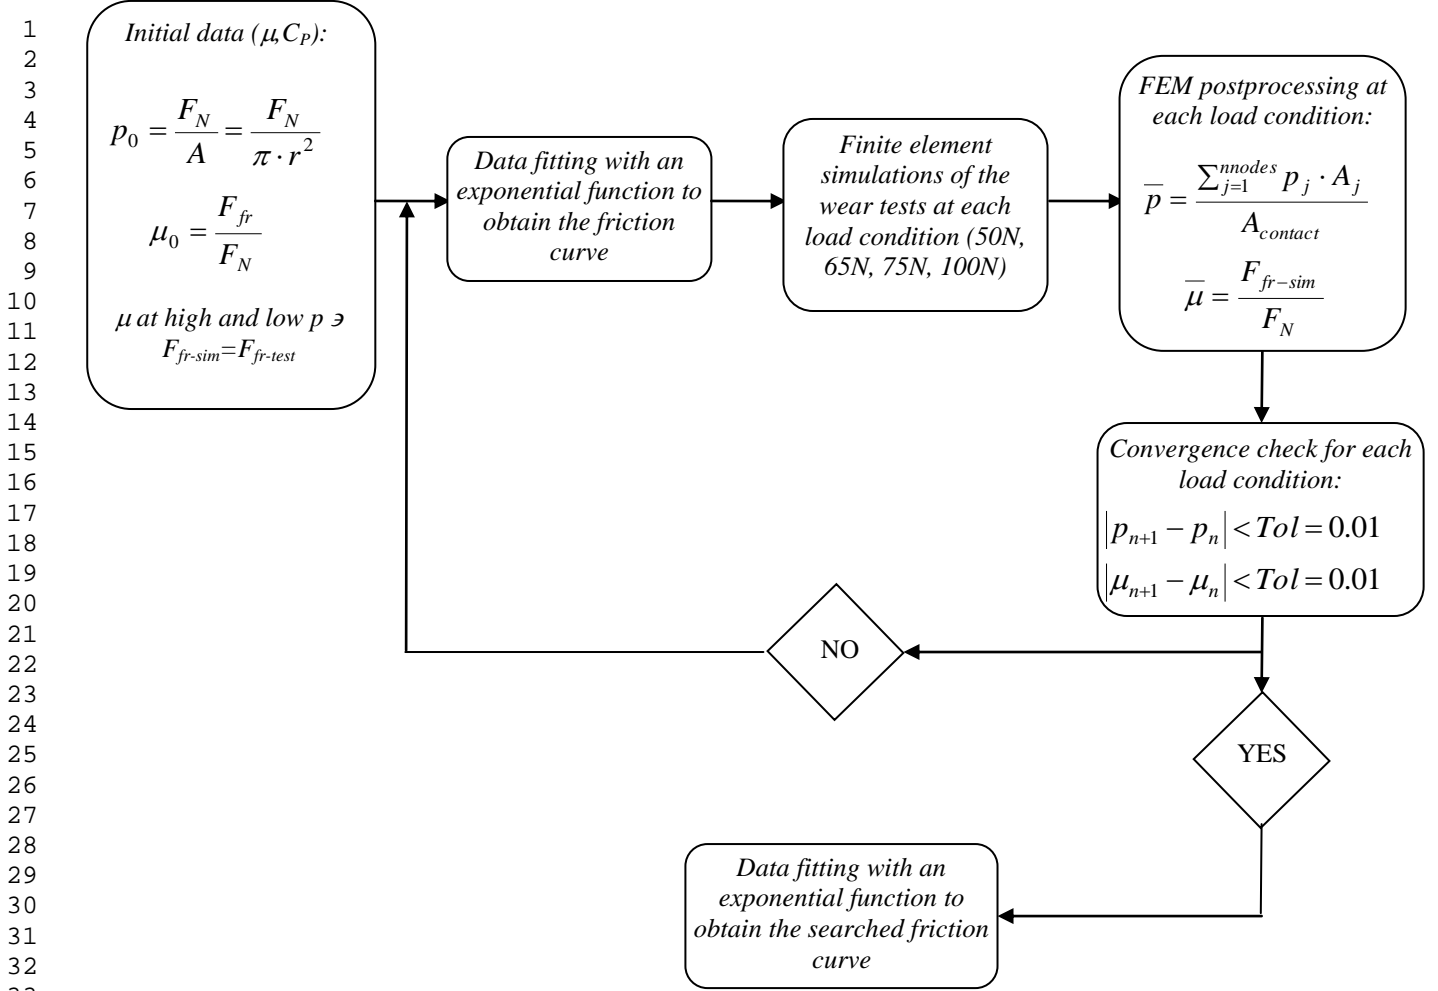 1
2
3
4
5
6
7
8
9
10
11
12
13
14
15
16
17
18
19
20
21
22
23
24
25
26
27
28
29
30
31
32
Initial data (μ,C_P):
p_0 = F_N / A = F_N / (π · r^2)
μ_0 = F_fr / F_N
μ at high and low p ϶
F_fr-sim=F_fr-test
Data fitting with an
exponential function to
obtain the friction
curve
Finite element
simulations of the
wear tests at each
load condition (50N,
65N, 75N, 100N)
FEM postprocessing at
each load condition:
p̅ = ∑_{j=1}^{nnodes} p_j · A_j / A_contact
μ̅ = F_fr−sim / F_N
Convergence check for each
load condition:
|p_{n+1} − p_n| < Tol = 0.01
|μ_{n+1} − μ_n| < Tol = 0.01
NO
YES
Data fitting with an
exponential function to
obtain the searched friction
curve